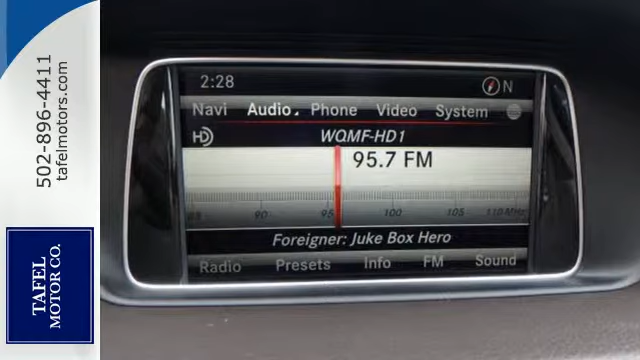 502-896-4411
tafelmotors.com
TAFEL
MOTOR CO.
2:28 N
Navi Audio Phone Video System
HD WQMF-HD1
95.7 FM
88 90 95 100 105 110 MHz
Foreigner: Juke Box Hero
Radio Presets Info FM Sound